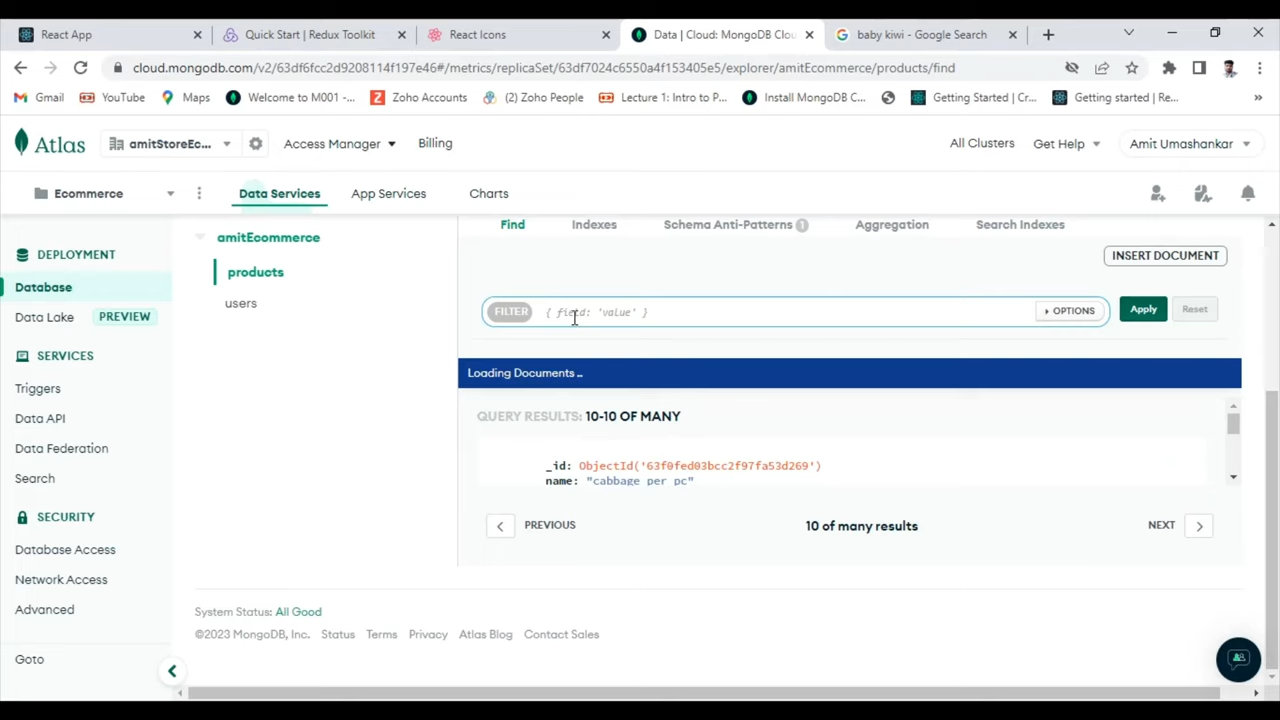 React App
Quick Start | Redux Toolkit
React Icons
Data | Cloud: MongoDB Clou
baby kiwi - Google Search
cloud.mongodb.com/v2/63df6fcc2d9208114f197e46#/metrics/replicaSet/63df7024c6550a4f153405e5/explorer/amitEcommerce/products/find
Gmail
YouTube
Maps
Welcome to M001 -...
Zoho Accounts
(2) Zoho People
Lecture 1: Intro to P...
Install MongoDB C...
Getting Started | Cr...
Getting started | Re...
Atlas
amitStoreEc...
Access Manager
Billing
All Clusters
Get Help
Amit Umashankar
Ecommerce
Data Services
App Services
Charts
DEPLOYMENT
Database
Data Lake
PREVIEW
SERVICES
Triggers
Data API
Data Federation
Search
SECURITY
Database Access
Network Access
Advanced
Goto
amitEcommerce
products
users
Find
Indexes
Schema Anti-Patterns 1
Aggregation
Search Indexes
INSERT DOCUMENT
FILTER
{ field: 'value' }
OPTIONS
Apply
Reset
Loading Documents ...
QUERY RESULTS: 10-10 OF MANY
_id: ObjectId('63f0fed03bcc2f97fa53d269')
name: "cabbage per pc"
PREVIOUS
10 of many results
NEXT
System Status: All Good
©2023 MongoDB, Inc.
Status
Terms
Privacy
Atlas Blog
Contact Sales